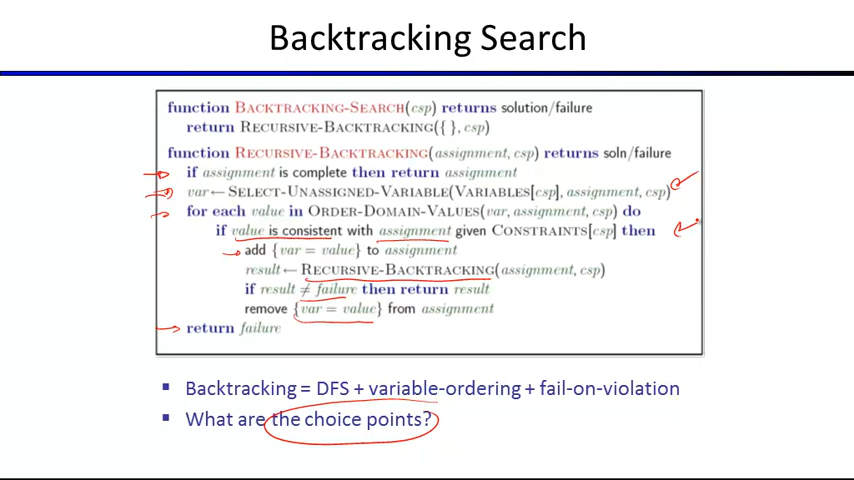 Backtracking Search
function BACKTRACKING-SEARCH(csp) returns solution/failure
return RECURSIVE-BACKTRACKING({ }, csp)
function RECURSIVE-BACKTRACKING(assignment, csp) returns soln/failure
if assignment is complete then return assignment
var ← SELECT-UNASSIGNED-VARIABLE(VARIABLES[csp], assignment, csp)
for each value in ORDER-DOMAIN-VALUES(var, assignment, csp) do
if value is consistent with assignment given CONSTRAINTS[csp] then
add {var = value} to assignment
result ← RECURSIVE-BACKTRACKING(assignment, csp)
if result ≠ failure then return result
remove {var = value} from assignment
return failure
▪ Backtracking = DFS + variable-ordering + fail-on-violation
▪ What are the choice points?